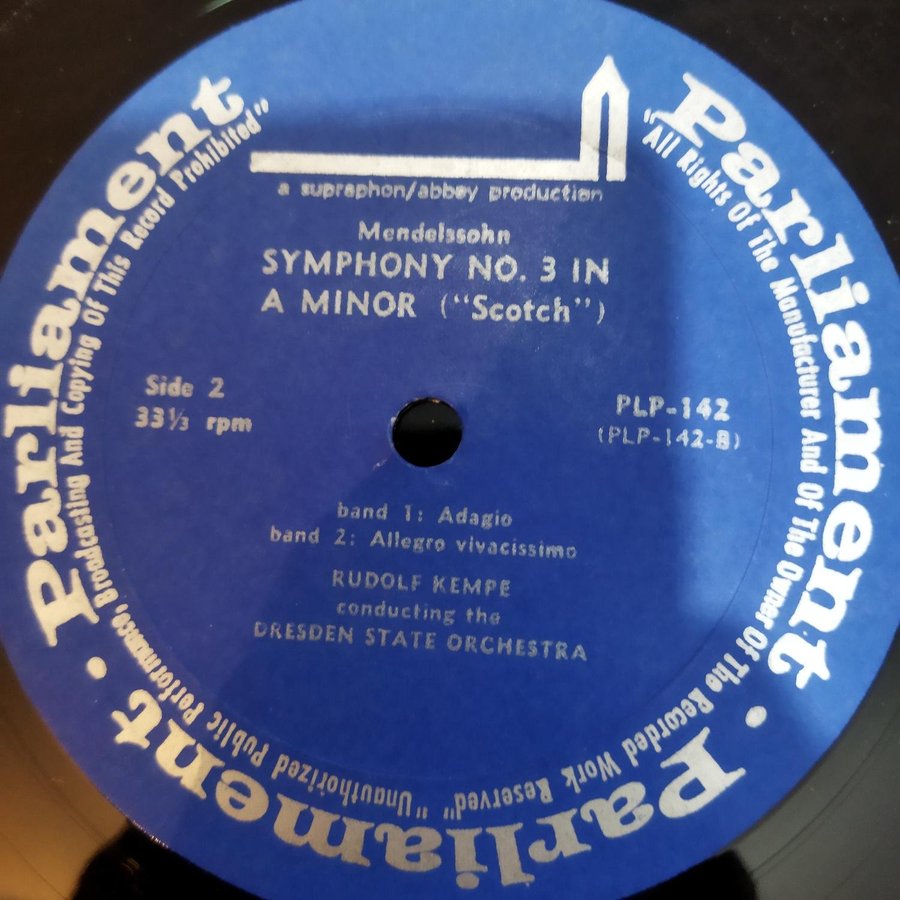 a supraphon/abbey production
Mendelssohn
SYMPHONY NO. 3 IN
A MINOR ("Scotch")
Side 2
33⅓ rpm
PLP-142
(PLP-142-B)
band 1: Adagio
band 2: Allegro vivacissimo
RUDOLF KEMPE
conducting the
DRESDEN STATE ORCHESTRA
Parliament • Parliament • Parliament •
"All Rights Of The Manufacturer And Of The Owner Of The Recorded Work Reserved" "Unauthorized Public Performance, Broadcasting And Copying Of This Record Prohibited"